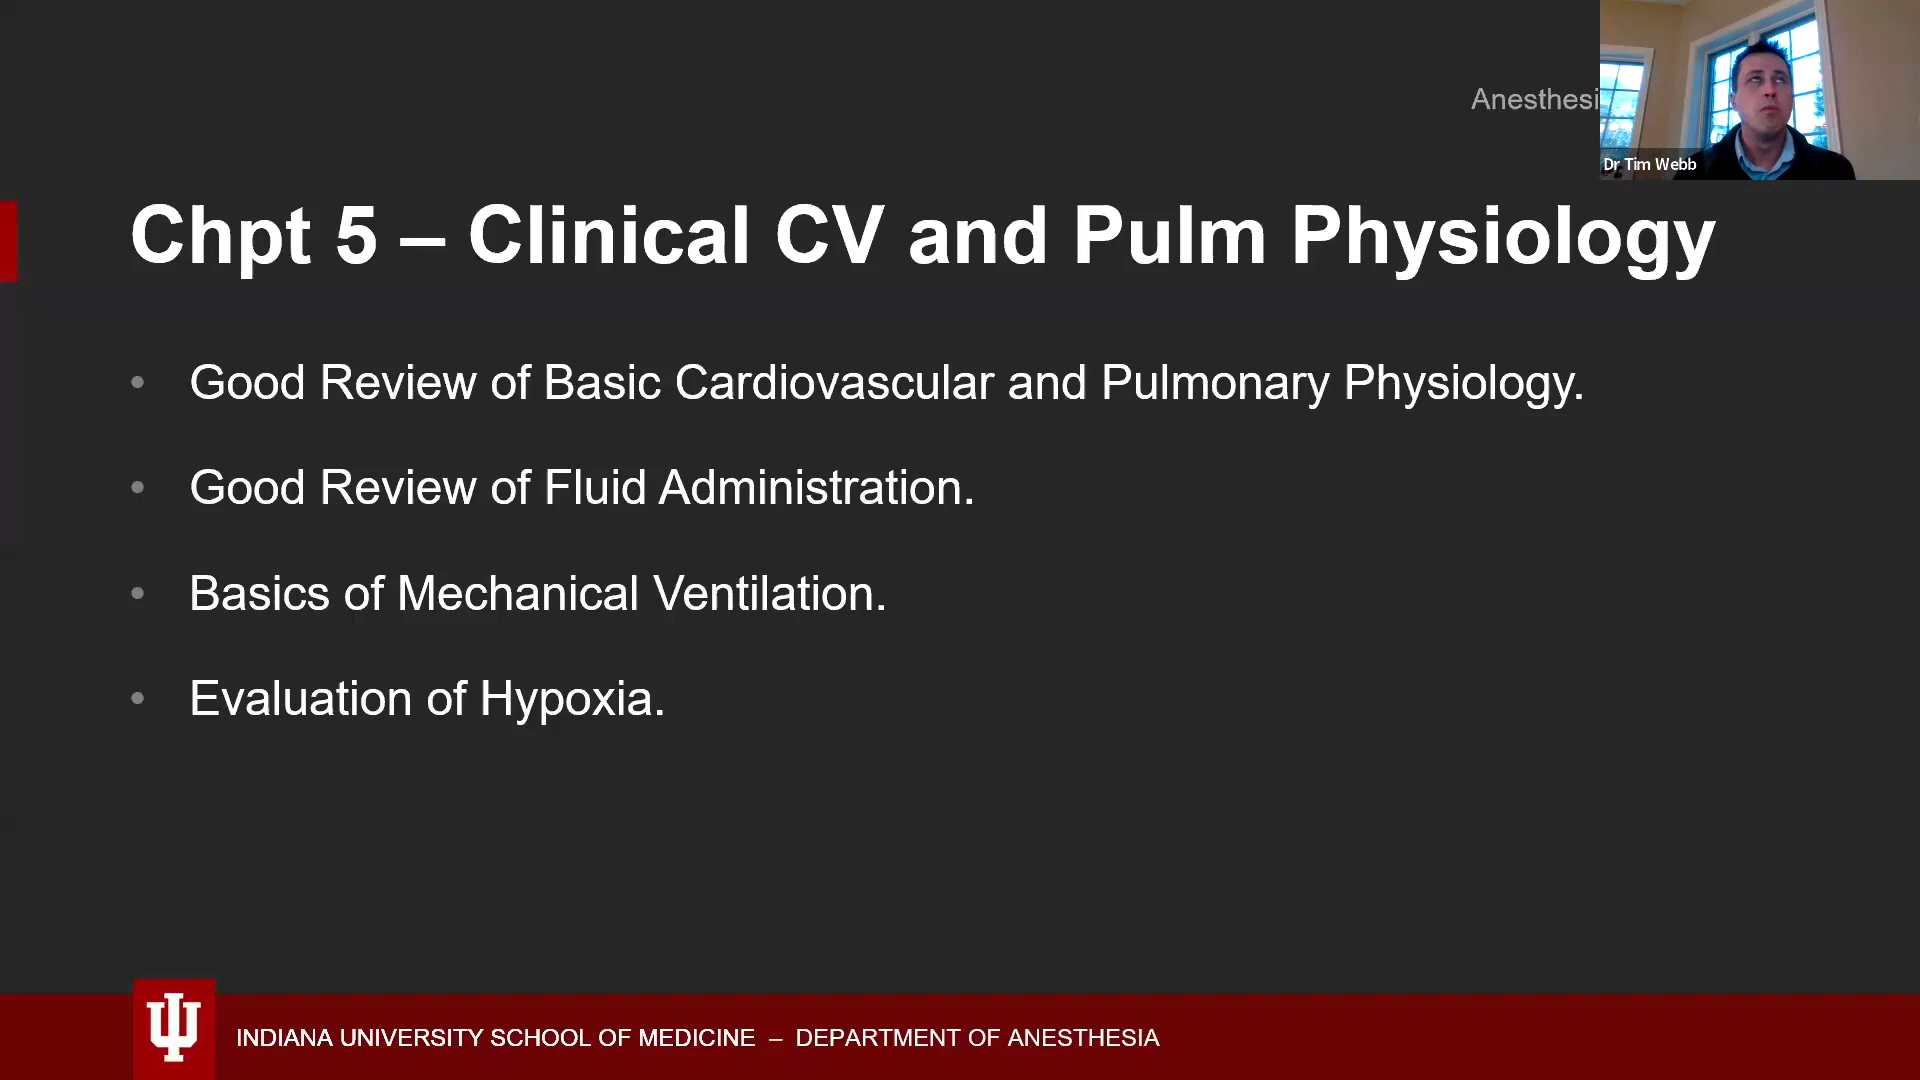 Anesthesi
Dr Tim Webb
Chpt 5 – Clinical CV and Pulm Physiology
• Good Review of Basic Cardiovascular and Pulmonary Physiology.
• Good Review of Fluid Administration.
• Basics of Mechanical Ventilation.
• Evaluation of Hypoxia.
INDIANA UNIVERSITY SCHOOL OF MEDICINE – DEPARTMENT OF ANESTHESIA